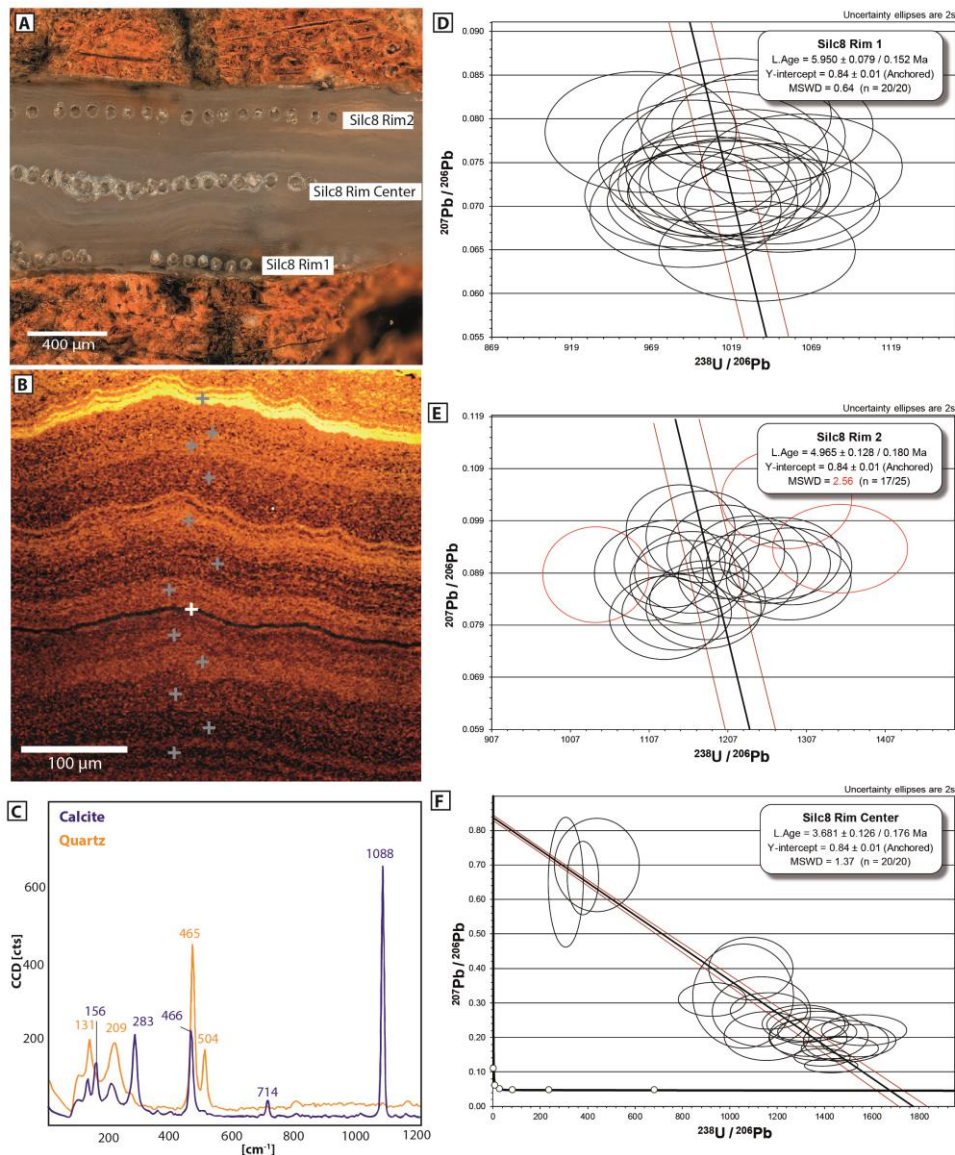 A
Silc8 Rim2
Silc8 Rim Center
Silc8 Rim1
400 µm
B
100 µm
C
Calcite
Quartz
1088
600
465
400
156
131
209
283
466
504
200
714
CCD [cts]
200 400 600 800 1000 1200
[cm-1]
D
Uncertainty ellipses are 2s
Silc8 Rim 1
L.Age = 5.950 ± 0.079 / 0.152 Ma
Y-intercept = 0.84 ± 0.01 (Anchored)
MSWD = 0.64 (n = 20/20)
0.090
0.085
0.080
0.075
0.070
0.065
0.060
0.055
207Pb / 206Pb
869 919 969 1019 1069 1119
238U / 206Pb
E
Uncertainty ellipses are 2s
Silc8 Rim 2
L.Age = 4.965 ± 0.128 / 0.180 Ma
Y-intercept = 0.84 ± 0.01 (Anchored)
MSWD = 2.56 (n = 17/25)
0.119
0.109
0.099
0.089
0.079
0.069
0.059
207Pb / 206Pb
907 1007 1107 1207 1307 1407
238U / 206Pb
F
Uncertainty ellipses are 2s
Silc8 Rim Center
L.Age = 3.681 ± 0.126 / 0.176 Ma
Y-intercept = 0.84 ± 0.01 (Anchored)
MSWD = 1.37 (n = 20/20)
0.80
0.70
0.60
0.50
0.40
0.30
0.20
0.10
0.00
207Pb / 206Pb
0 200 400 600 800 1000 1200 1400 1600 1800
238U / 206Pb